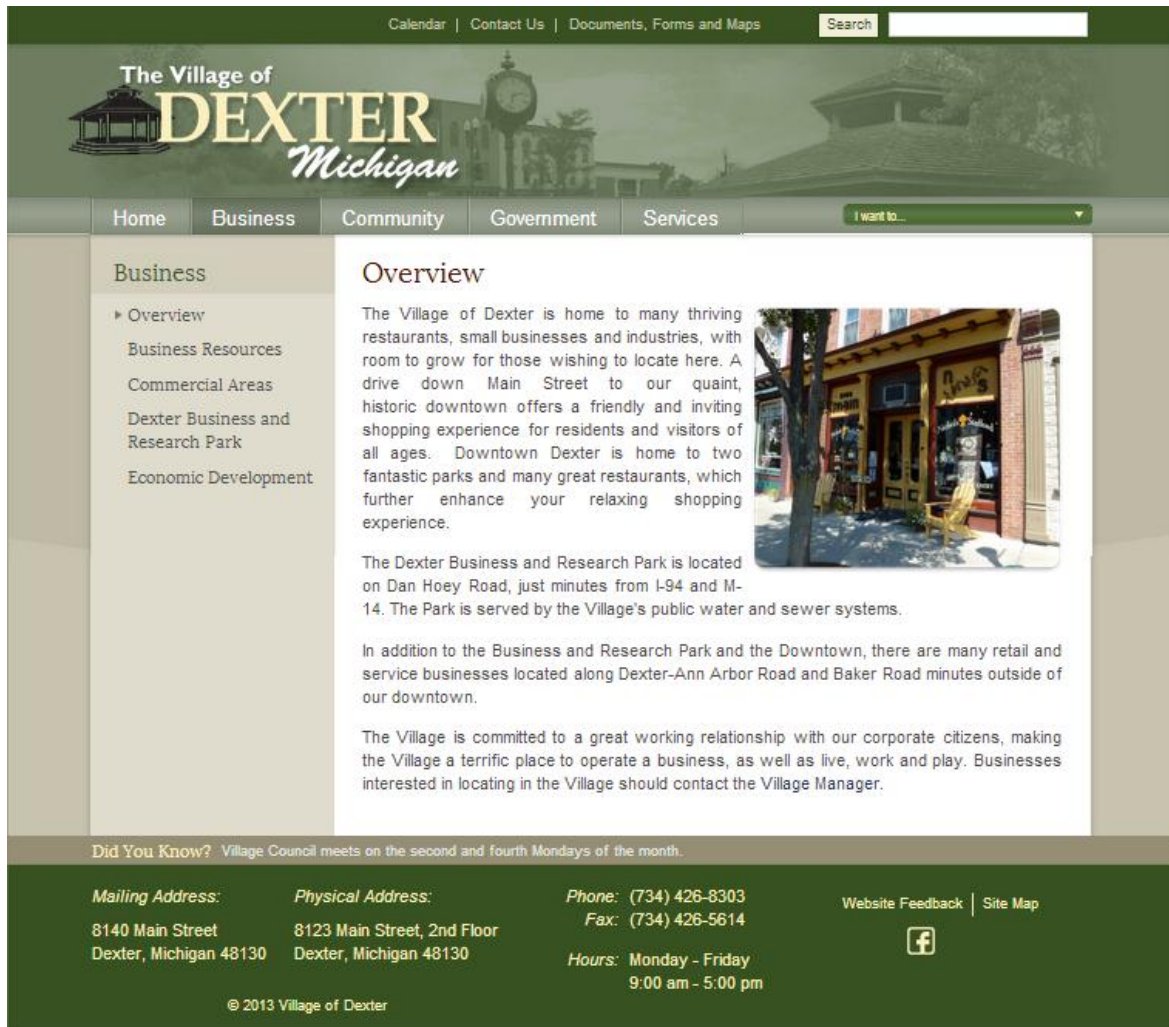 Calendar | Contact Us | Documents, Forms and Maps Search
The Village of
DEXTER
Michigan
Home Business Community Government Services I want to...
Business
Overview
Business Resources
Commercial Areas
Dexter Business and
Research Park
Economic Development
Overview
The Village of Dexter is home to many thriving
restaurants, small businesses and industries, with
room to grow for those wishing to locate here. A
drive down Main Street to our quaint,
historic downtown offers a friendly and inviting
shopping experience for residents and visitors of
all ages. Downtown Dexter is home to two
fantastic parks and many great restaurants, which
further enhance your relaxing shopping
experience.
The Dexter Business and Research Park is located
on Dan Hoey Road, just minutes from I-94 and M-
14. The Park is served by the Village's public water and sewer systems.
In addition to the Business and Research Park and the Downtown, there are many retail and
service businesses located along Dexter-Ann Arbor Road and Baker Road minutes outside of
our downtown.
The Village is committed to a great working relationship with our corporate citizens, making
the Village a terrific place to operate a business, as well as live, work and play. Businesses
interested in locating in the Village should contact the Village Manager.
main
Did You Know? Village Council meets on the second and fourth Mondays of the month.
Mailing Address:
8140 Main Street
Dexter, Michigan 48130
Physical Address:
8123 Main Street, 2nd Floor
Dexter, Michigan 48130
Phone: (734) 426-8303
Fax: (734) 426-5614
Hours: Monday - Friday
9:00 am - 5:00 pm
Website Feedback | Site Map
© 2013 Village of Dexter